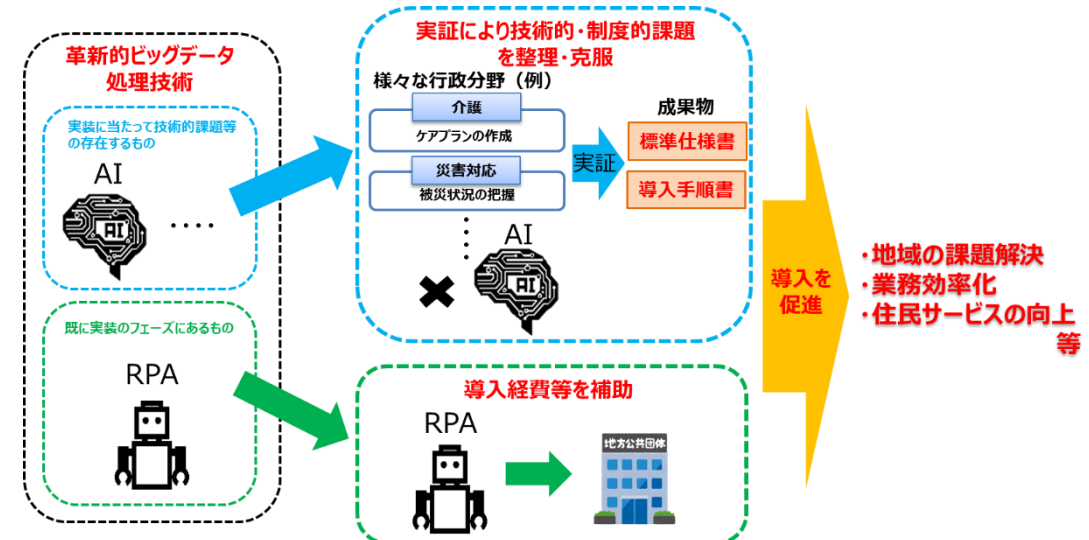 革新的ビッグデータ
処理技術
実装に当たって技術的課題等
の存在するもの
AI
AI
・・・・
既に実装のフェーズにあるもの
RPA
実証により技術的・制度的課題
を整理・克服
様々な行政分野（例）
介護
ケアプランの作成
災害対応
被災状況の把握
AI
AI
実証
成果物
標準仕様書
導入手順書
導入経費等を補助
RPA
地方公共団体
導入を
促進
・地域の課題解決
・業務効率化
・住民サービスの向上
等